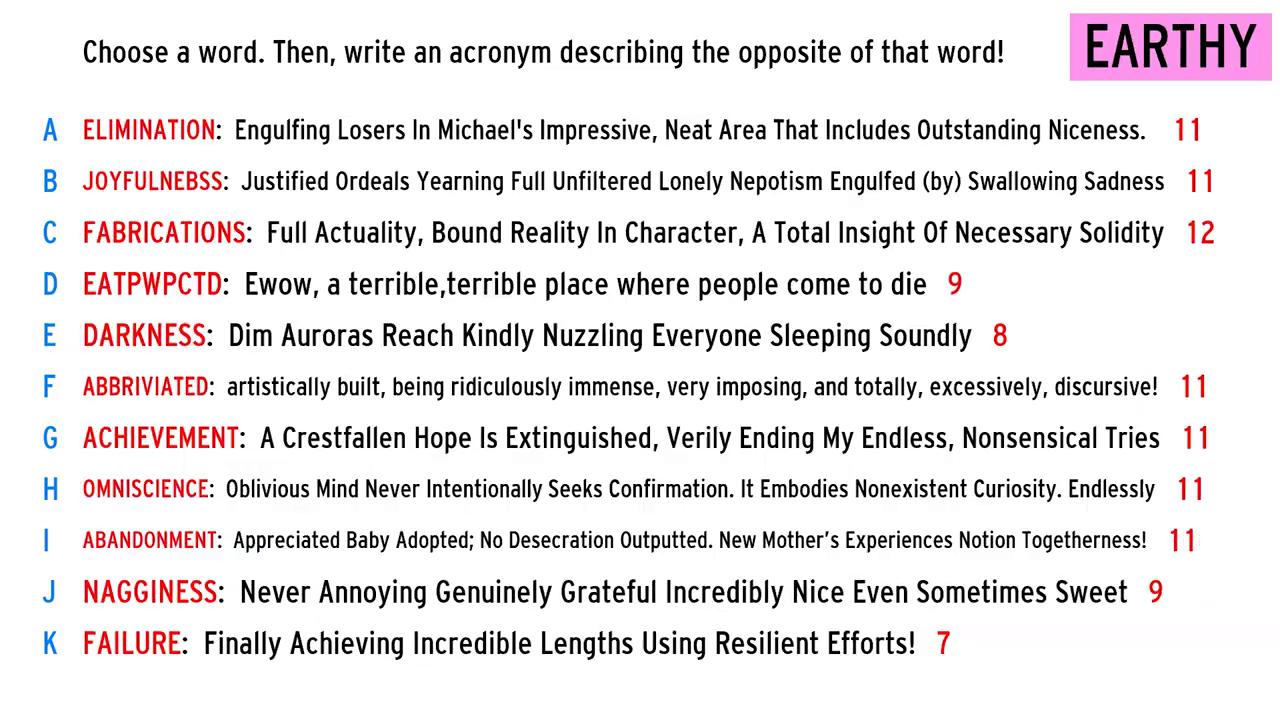 Choose a word. Then, write an acronym describing the opposite of that word!
EARTHY
A ELIMINATION: Engulfing Losers In Michael's Impressive, Neat Area That Includes Outstanding Niceness. 11
B JOYFULNEBSS: Justified Ordeals Yearning Full Unfiltered Lonely Nepotism Engulfed (by) Swallowing Sadness 11
C FABRICATIONS: Full Actuality, Bound Reality In Character, A Total Insight Of Necessary Solidity 12
D EATPWPCTD: Ewow, a terrible,terrible place where people come to die 9
E DARKNESS: Dim Auroras Reach Kindly Nuzzling Everyone Sleeping Soundly 8
F ABBRIVIATED: artistically built, being ridiculously immense, very imposing, and totally, excessively, discursive! 11
G ACHIEVEMENT: A Crestfallen Hope Is Extinguished, Verily Ending My Endless, Nonsensical Tries 11
H OMNISCIENCE: Oblivious Mind Never Intentionally Seeks Confirmation. It Embodies Nonexistent Curiosity. Endlessly 11
I ABANDONMENT: Appreciated Baby Adopted; No Desecration Outputted. New Mother’s Experiences Notion Togetherness! 11
J NAGGINESS: Never Annoying Genuinely Grateful Incredibly Nice Even Sometimes Sweet 9
K FAILURE: Finally Achieving Incredible Lengths Using Resilient Efforts! 7